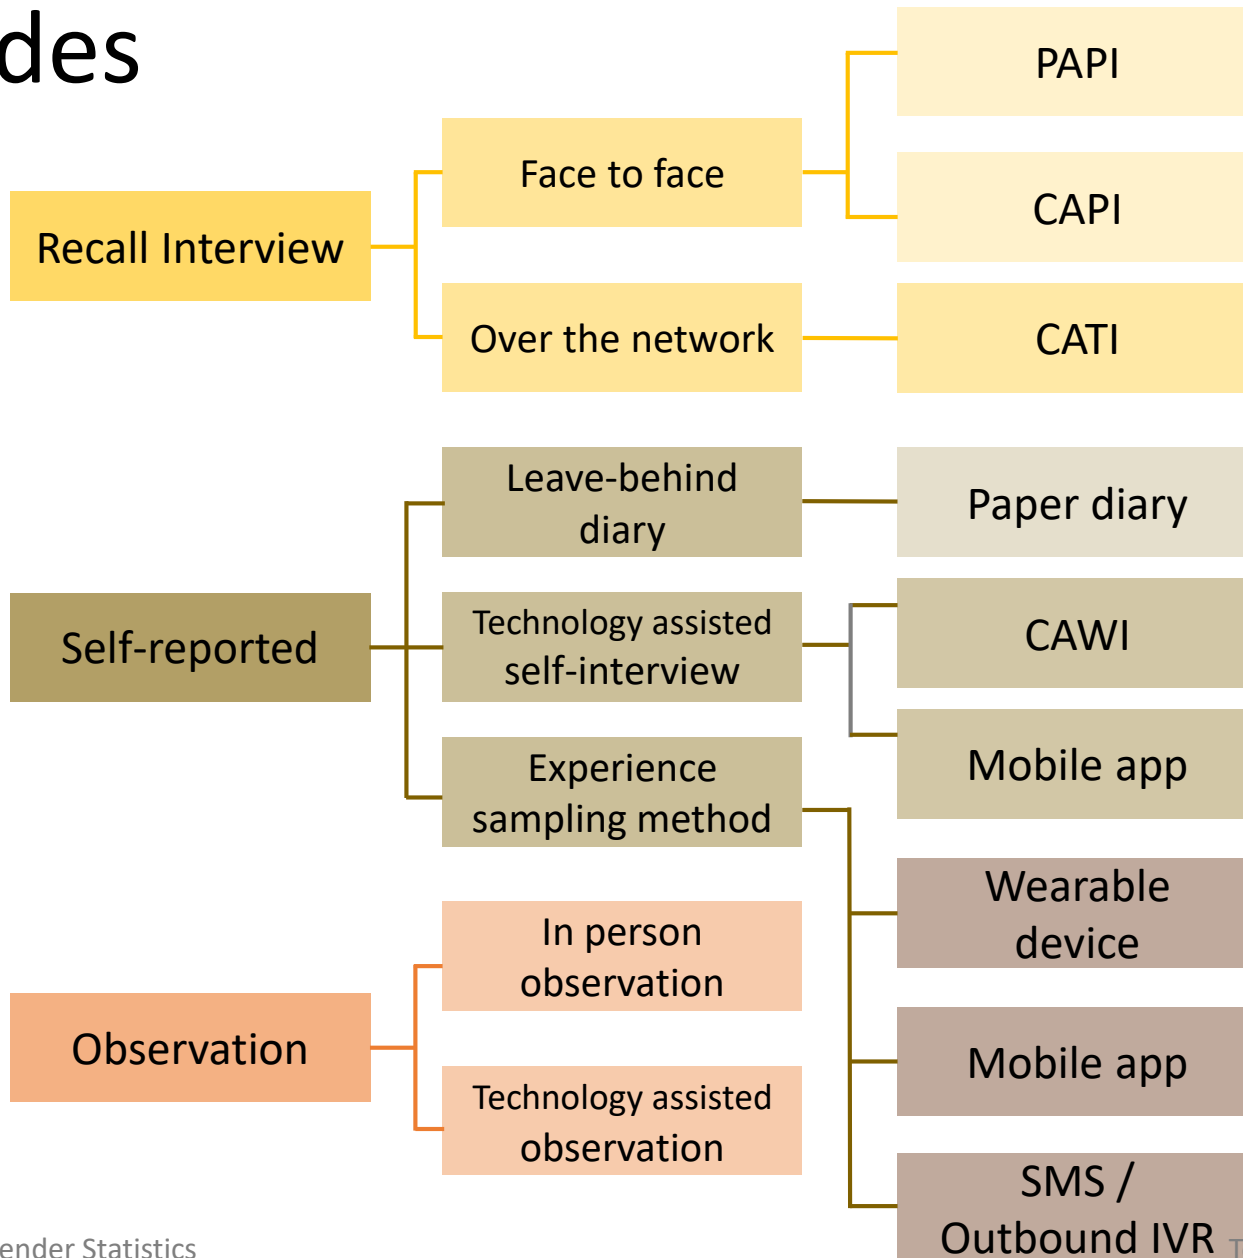 des
PAPI
Face to face
CAPI
Recall Interview
Over the network
CATI
Leave-behind
diary
Paper diary
Technology assisted
self-interview
CAWI
Self-reported
Mobile app
Experience
sampling method
Wearable
device
In person
observation
Observation
Mobile app
Technology assisted
observation
SMS /
Outbound IVR
ender Statistics
T